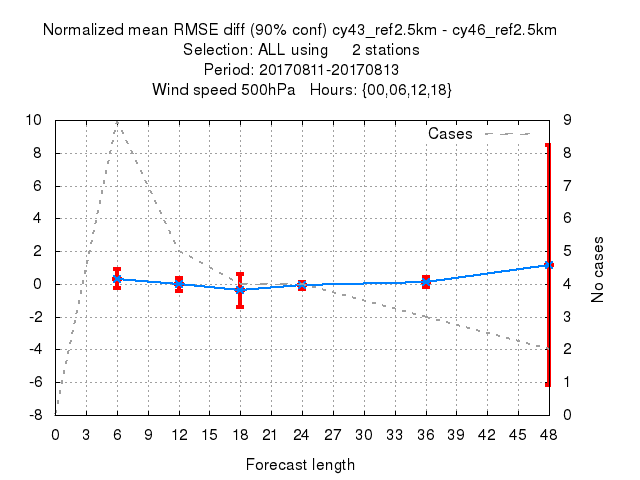 Normalized mean RMSE diff (90% conf) cy43_ref2.5km - cy46_ref2.5km
Selection: ALL using 2 stations
Period: 20170811-20170813
Wind speed 500hPa Hours: {00,06,12,18}
10 9
Cases
8 8
6 7
4 6
2 5
0 4
-2 3
-4 2
-6 1
-8 0
No cases
0 3 6 9 12 15 18 21 24 27 30 33 36 39 42 45 48
Forecast length